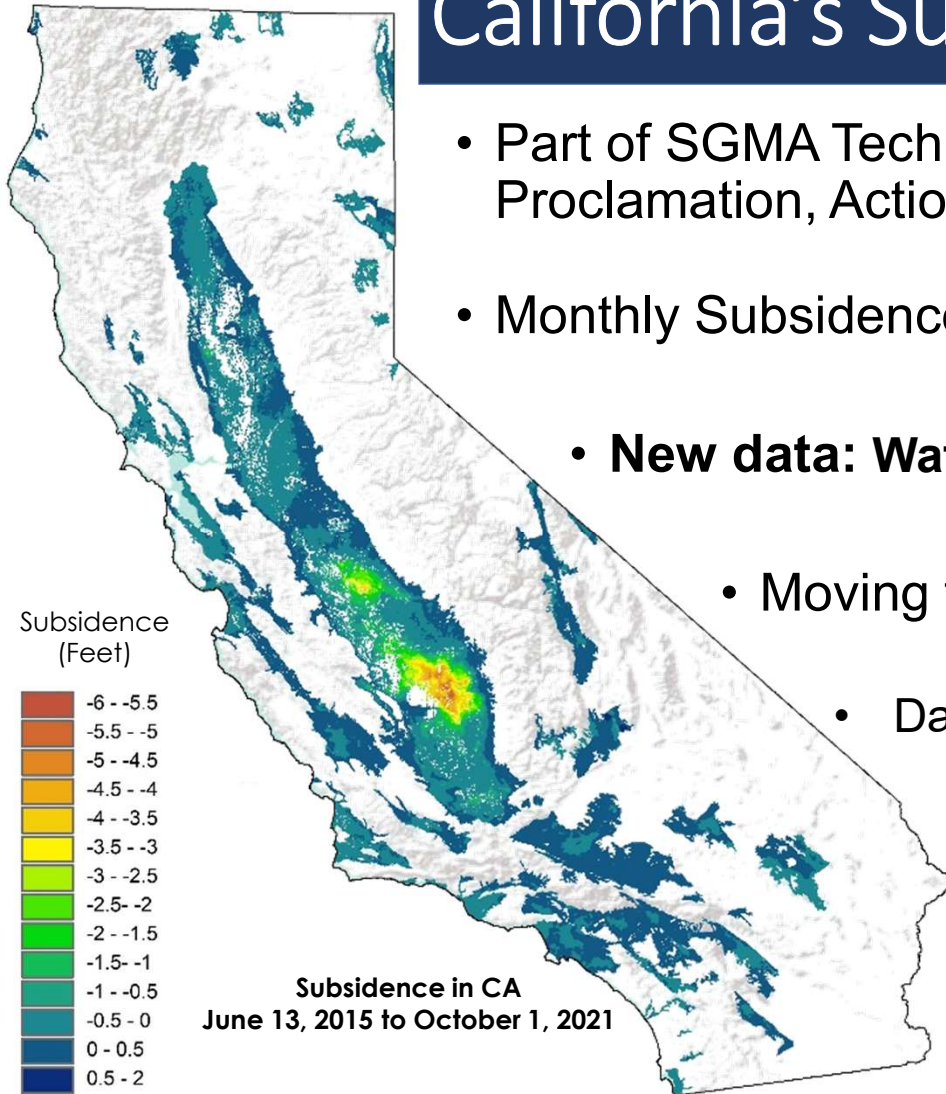 California's Su
• Part of SGMA Tech
Proclamation, Actio
• Monthly Subsidence
• New data: Wat
• Moving
• Da
Subsidence
(Feet)
-6 - -5.5
-5.5 - -5
-5 - -4.5
-4.5 - -4
-4 - -3.5
-3.5 - -3
-3 - -2.5
-2.5- -2
-2 - -1.5
-1.5- -1
-1 - -0.5
-0.5 - 0
0 - 0.5
0.5 - 2
Subsidence in CA
June 13, 2015 to October 1, 2021